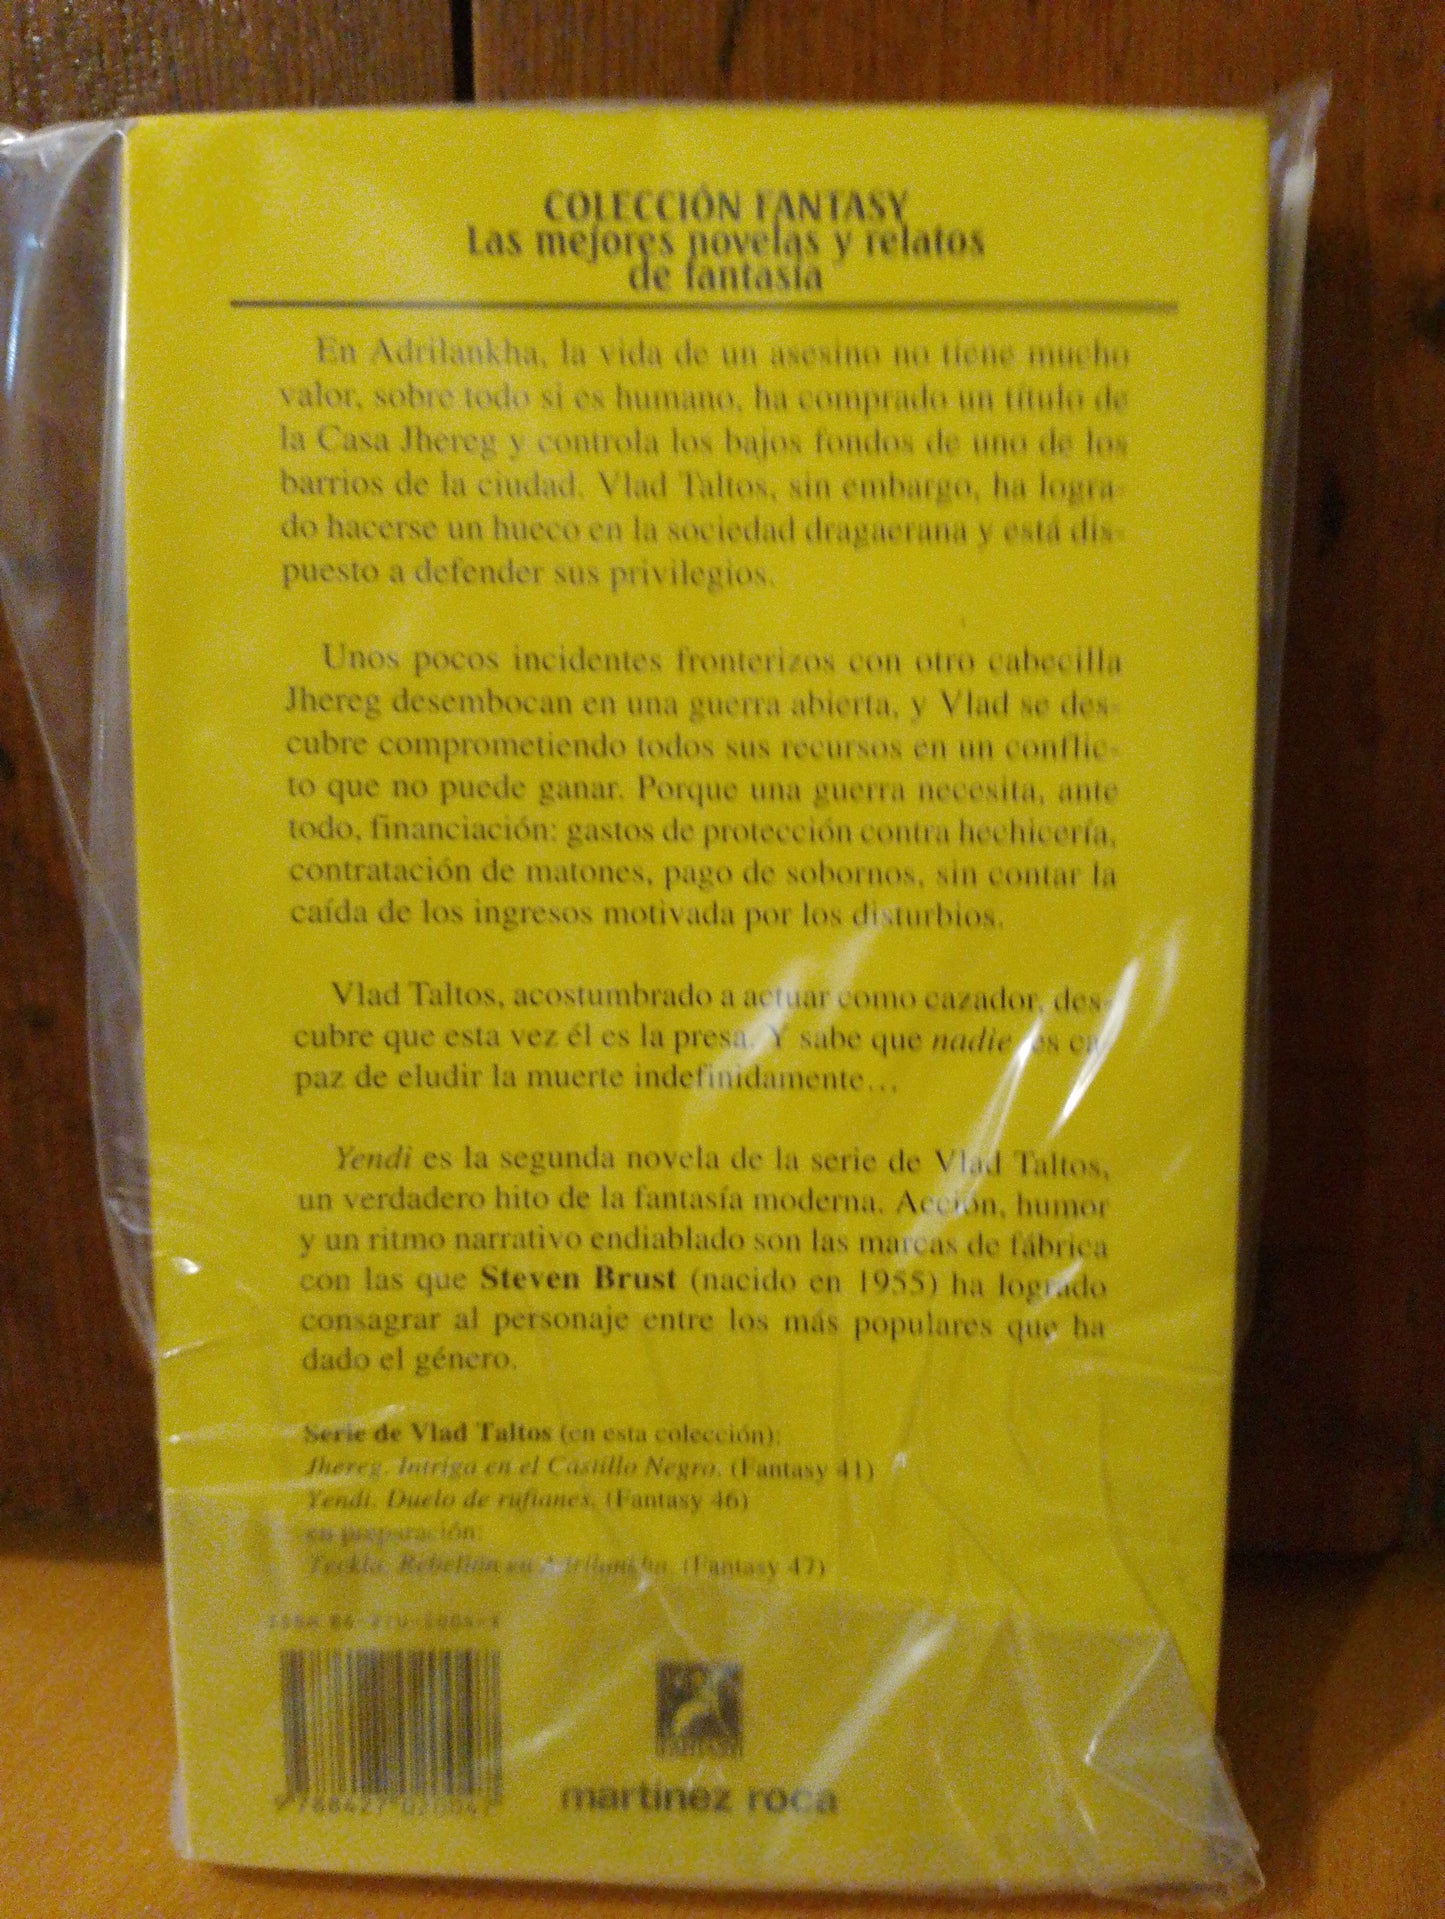 COLECCIÓN FANTASY
Las mejores novelas y relatos
de fantasía
En Adrilankha, la vida de un asesino no tiene mucho
valor, sobre todo si es humano, ha comprado un título de
la Casa Jhereg y controla los bajos fondos de uno de los
barrios de la ciudad. Vlad Taltos, sin embargo, ha logra-
do hacerse un hueco en la sociedad dragaerana y está dis-
puesto a defender sus privilegios.
Unos pocos incidentes fronterizos con otro cabecilla
Jhereg desembocan en una guerra abierta, y Vlad se des-
cubre comprometiendo todos sus recursos en un conflic-
to que no puede ganar. Porque una guerra necesita, ante
todo, financiación: gastos de protección contra hechicería,
contratación de matones, pago de sobornos, sin contar la
caída de los ingresos motivada por los disturbios.
Vlad Taltos, acostumbrado a actuar como cazador, des-
cubre que esta vez él es la presa. Y sabe que nadie es ca-
paz de eludir la muerte indefinidamente...
Yendi es la segunda novela de la serie de Vlad Taltos,
un verdadero hito de la fantasía moderna. Acción, humor
y un ritmo narrativo endiablado son las marcas de fábrica
con las que Steven Brust (nacido en 1955) ha logrado
consagrar al personaje entre los más populares que ha
dado el género.
Serie de Vlad Taltos (en esta colección):
Jhereg. Intriga en el Castillo Negro. (Fantasy 41)
Yendi. Duelo de rufianes. (Fantasy 46)
en preparación:
Teckla. Rebelión en Adrilankha. (Fantasy 47)
ISBN
martínez roca